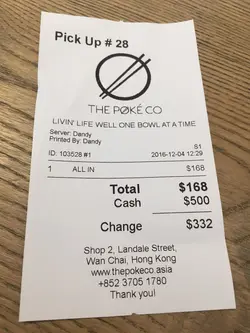 Pick Up # 28
THE PØKÉ CO
LIVIN' LIFE WELL ONE BOWL AT A TIME
Server: Dandy
Printed By: Dandy
S1
ID: 103528 #1 2016-12-04 12:29
1 ALL IN $168
Total $168
Cash $500
Change $332
Shop 2, Landale Street,
Wan Chai, Hong Kong
www.thepokeco.asia
+852 3705 1780
Thank you!